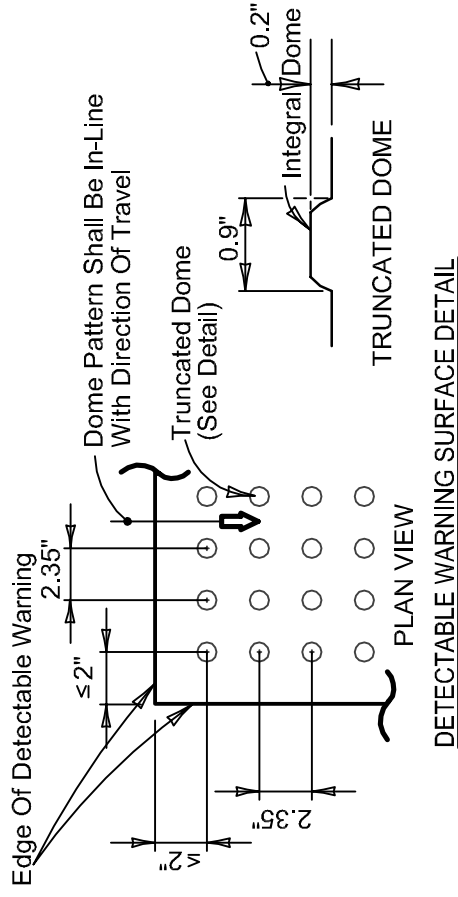 Edge Of Detectable Warning
≤ 2"
2.35"
Dome Pattern Shall Be In-Line
With Direction Of Travel
Truncated Dome
(See Detail)
≤2"
2.35"
PLAN VIEW
0.9"
0.2"
Integral Dome
TRUNCATED DOME
DETECTABLE WARNING SURFACE DETAIL